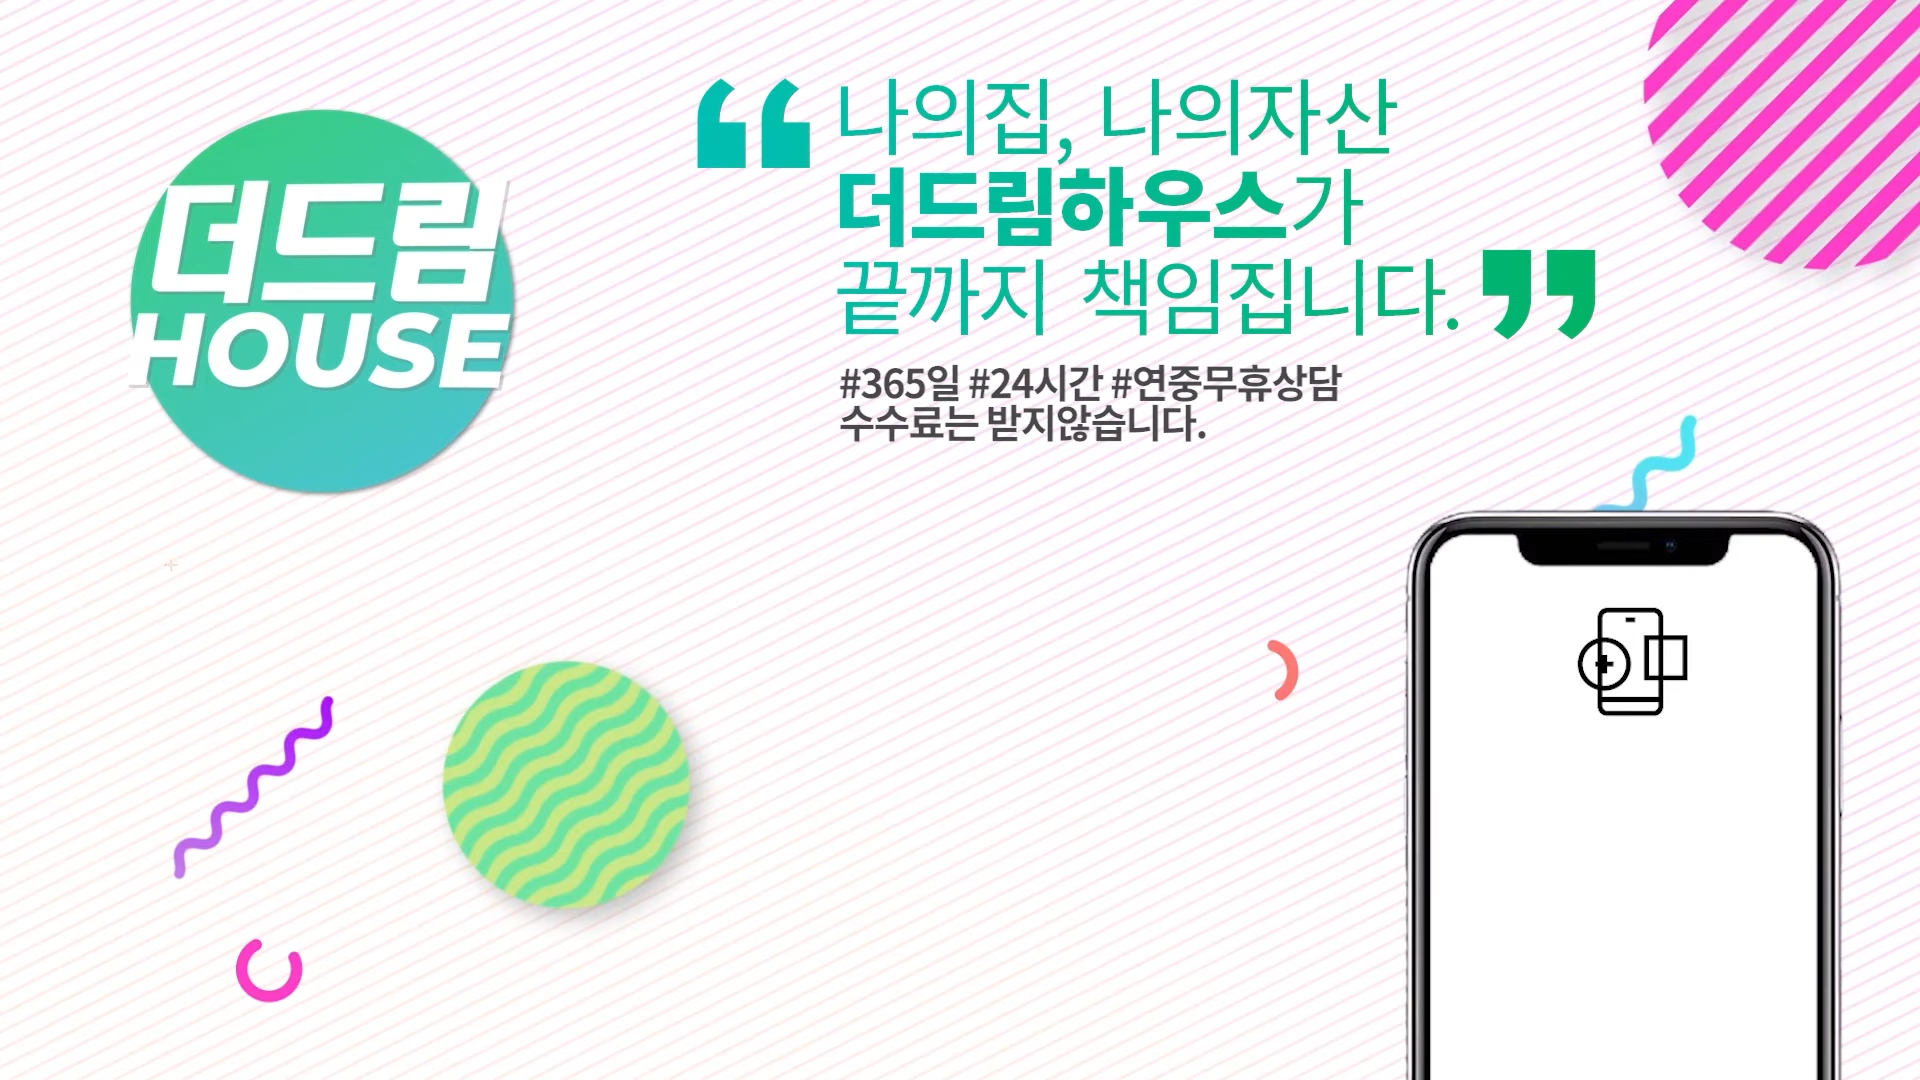 더드림
HOUSE
“나의집, 나의자산
더드림하우스가
끝까지 책임집니다.”
#365일 #24시간 #연중무휴상담
수수료는 받지않습니다.